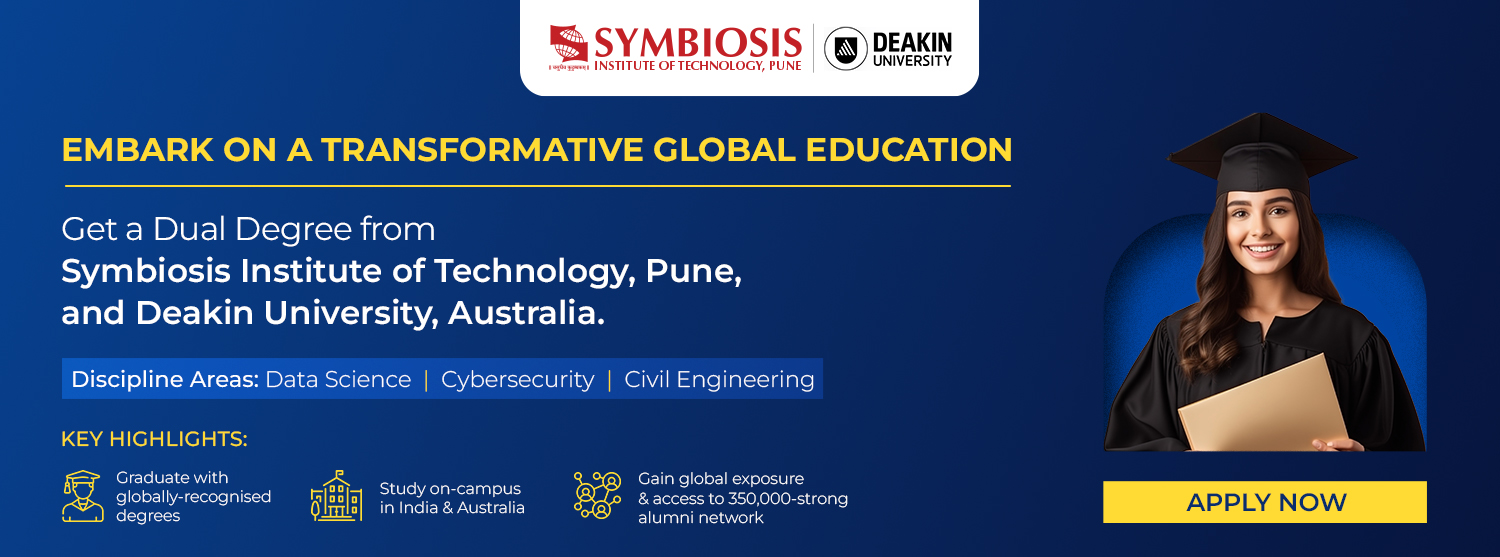 SYMBIOSIS
INSTITUTE OF TECHNOLOGY, PUNE
॥ वसुधैव कुटुम्बकम् ॥
DEAKIN
UNIVERSITY
EMBARK ON A TRANSFORMATIVE GLOBAL EDUCATION
Get a Dual Degree from
Symbiosis Institute of Technology, Pune,
and Deakin University, Australia.
Discipline Areas: Data Science | Cybersecurity | Civil Engineering
KEY HIGHLIGHTS:
Graduate with
globally-recognised
degrees
Study on-campus
in India & Australia
Gain global exposure
& access to 350,000-strong
alumni network
APPLY NOW